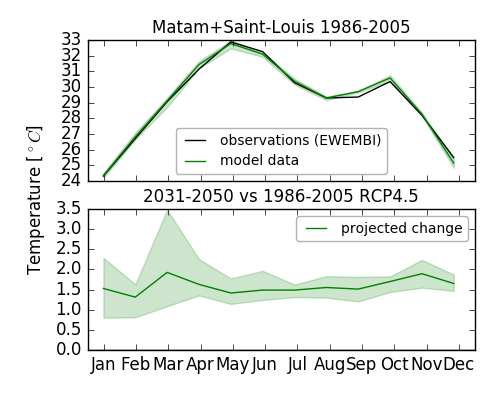 Matam+Saint-Louis 1986-2005
33
32
31
30
29
28
27
26
25
24
observations (EWEMBI)
model data
Temperature [°C]
2031-2050 vs 1986-2005 RCP4.5
3.5
3.0
2.5
2.0
1.5
1.0
0.5
0.0
projected change
Jan Feb Mar Apr May Jun Jul Aug Sep Oct Nov Dec